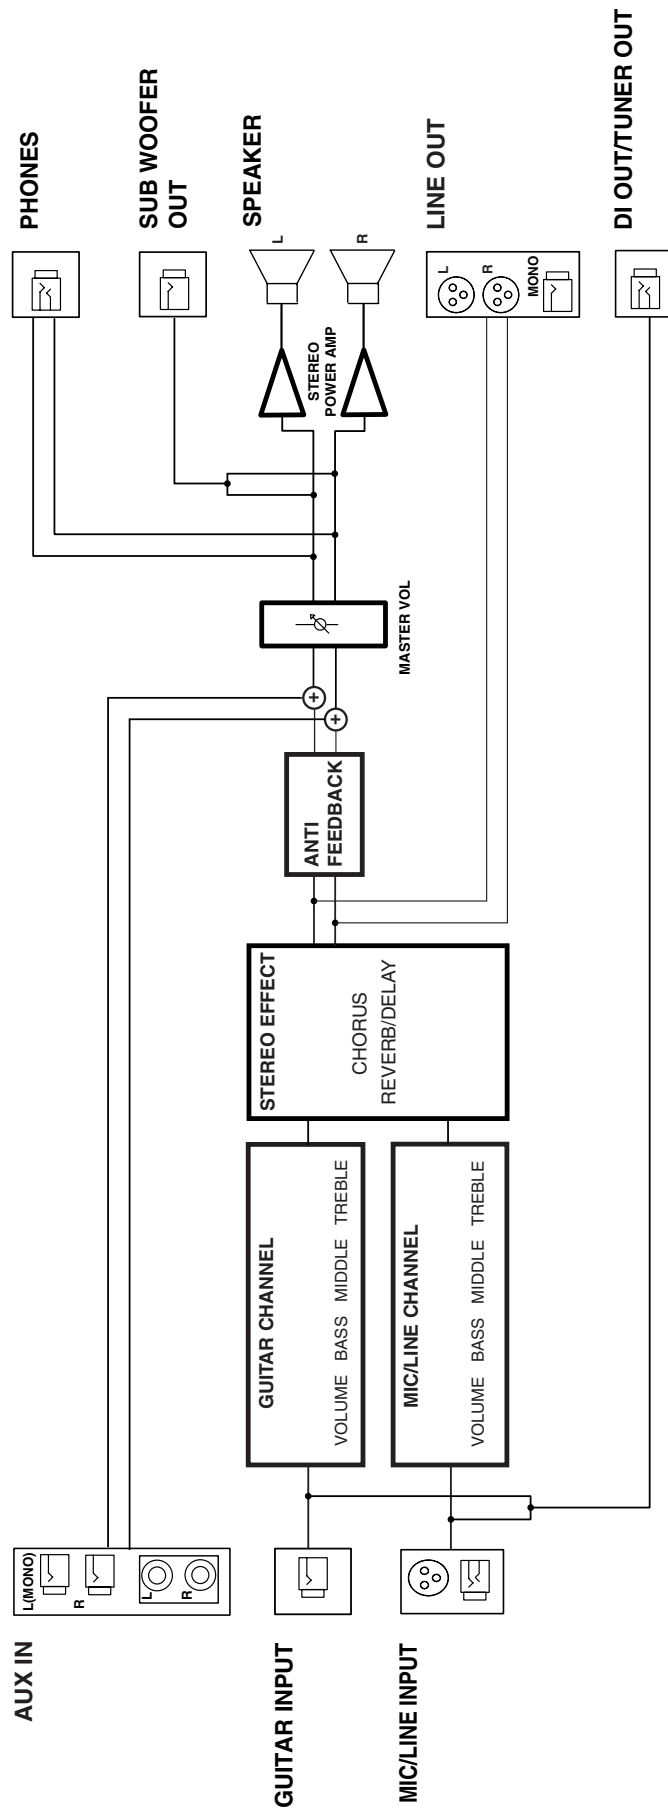 AUX IN
L(MONO)
R
L
R
GUITAR INPUT
MIC/LINE INPUT
GUITAR CHANNEL
VOLUME BASS MIDDLE TREBLE
MIC/LINE CHANNEL
VOLUME BASS MIDDLE TREBLE
STEREO EFFECT
CHORUS
REVERB/DELAY
ANTI
FEEDBACK
+
+
MASTER VOL
STEREO
POWER AMP
PHONES
SUB WOOFER
OUT
SPEAKER
L
R
LINE OUT
L
R
MONO
DI OUT/TUNER OUT